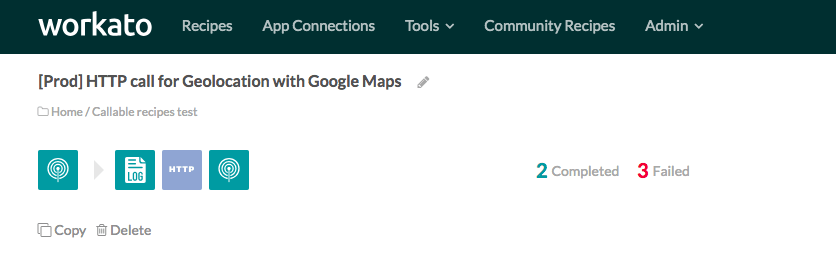 workato Recipes App Connections Tools Community Recipes Admin
[Prod] HTTP call for Geolocation with Google Maps
Home / Callable recipes test
LOG HTTP 2 Completed 3 Failed
Copy Delete